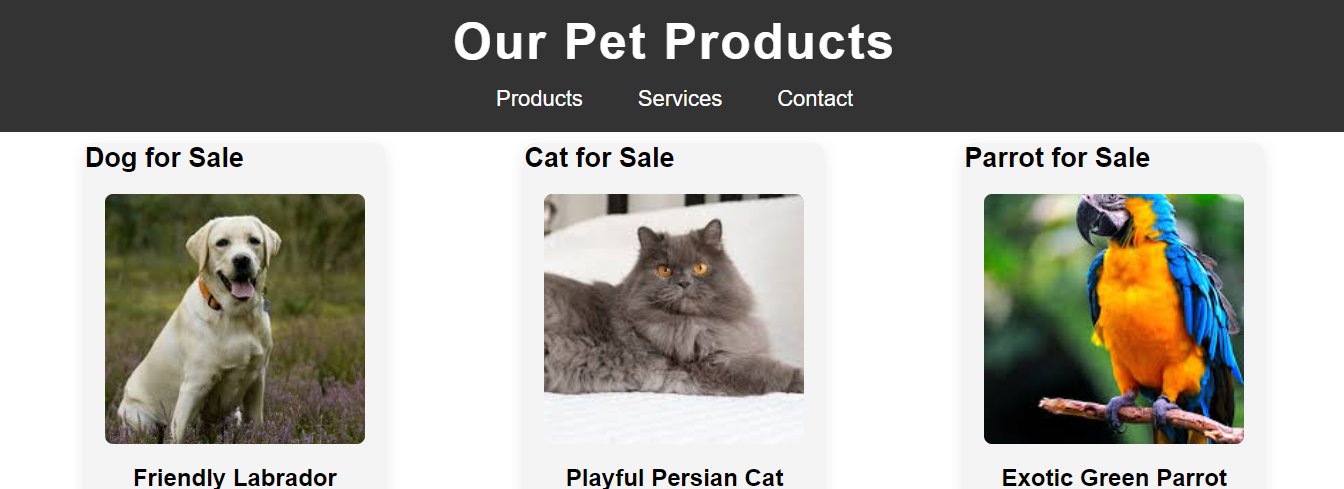 Our Pet Products
Products Services Contact
Dog for Sale
Cat for Sale
Parrot for Sale
Friendly Labrador
Playful Persian Cat
Exotic Green Parrot